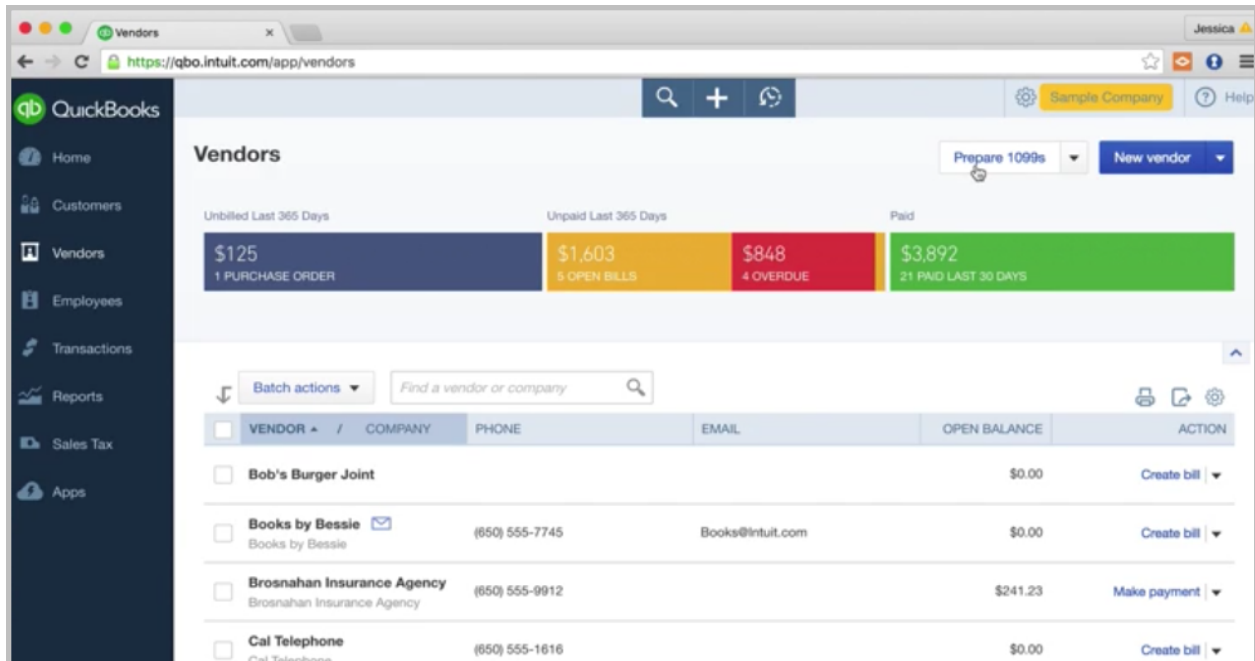 Vendors
Jessica
https://qbo.intuit.com/app/vendors
qb QuickBooks
Sample Company
Help
Home
Customers
Vendors
Employees
Transactions
Reports
Sales Tax
Apps
Vendors
Prepare 1099s
New vendor
Unbilled Last 365 Days
Unpaid Last 365 Days
Paid
$125
1 PURCHASE ORDER
$1,603
5 OPEN BILLS
$848
4 OVERDUE
$3,892
21 PAID LAST 30 DAYS
Batch actions
Find a vendor or company
VENDOR / COMPANY PHONE EMAIL OPEN BALANCE ACTION
Bob's Burger Joint $0.00 Create bill
Books by Bessie
Books by Bessie
(650) 555-7745 Books@Intuit.com $0.00 Create bill
Brosnahan Insurance Agency
Brosnahan Insurance Agency
(650) 555-9912 $241.23 Make payment
Cal Telephone
Cal Telephone
(650) 555-1616 $0.00 Create bill